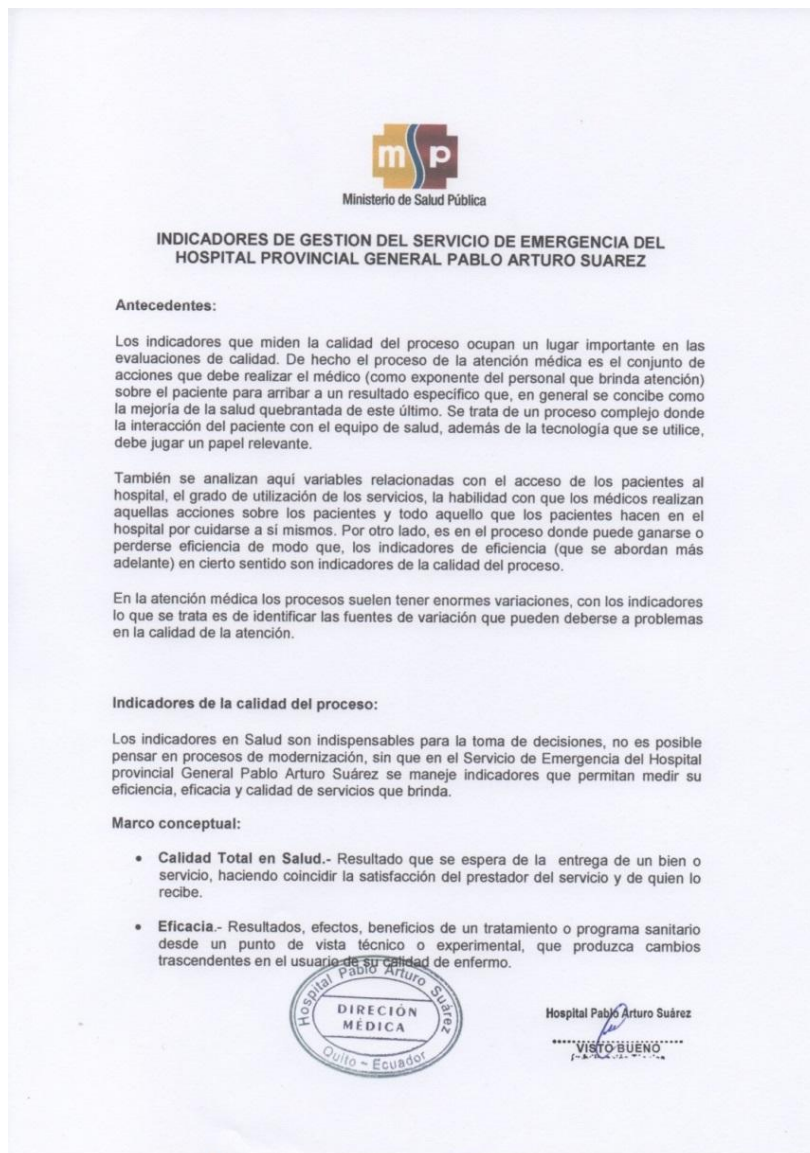 msp
Ministerio de Salud Pública
INDICADORES DE GESTION DEL SERVICIO DE EMERGENCIA DEL
HOSPITAL PROVINCIAL GENERAL PABLO ARTURO SUAREZ
Antecedentes:
Los indicadores que miden la calidad del proceso ocupan un lugar importante en las
evaluaciones de calidad. De hecho el proceso de la atención médica es el conjunto de
acciones que debe realizar el médico (como exponente del personal que brinda atención)
sobre el paciente para arribar a un resultado específico que, en general se concibe como
la mejoría de la salud quebrantada de este último. Se trata de un proceso complejo donde
la interacción del paciente con el equipo de salud, además de la tecnología que se utilice,
debe jugar un papel relevante.
También se analizan aquí variables relacionadas con el acceso de los pacientes al
hospital, el grado de utilización de los servicios, la habilidad con que los médicos realizan
aquellas acciones sobre los pacientes y todo aquello que los pacientes hacen en el
hospital por cuidarse a sí mismos. Por otro lado, es en el proceso donde puede ganarse o
perderse eficiencia de modo que, los indicadores de eficiencia (que se abordan más
adelante) en cierto sentido son indicadores de la calidad del proceso.
En la atención médica los procesos suelen tener enormes variaciones, con los indicadores
lo que se trata es de identificar las fuentes de variación que pueden deberse a problemas
en la calidad de la atención.
Indicadores de la calidad del proceso:
Los indicadores en Salud son indispensables para la toma de decisiones, no es posible
pensar en procesos de modernización, sin que en el Servicio de Emergencia del Hospital
provincial General Pablo Arturo Suárez se maneje indicadores que permitan medir su
eficiencia, eficacia y calidad de servicios que brinda.
Marco conceptual:
• Calidad Total en Salud.- Resultado que se espera de la entrega de un bien o
servicio, haciendo coincidir la satisfacción del prestador del servicio y de quien lo
recibe.
• Eficacia.- Resultados, efectos, beneficios de un tratamiento o programa sanitario
desde un punto de vista técnico o experimental, que produzca cambios
trascendentes en el usuario de su calidad de enfermo.
Hospital Pablo Arturo Suárez
DIRECIÓN
MÉDICA
Quito - Ecuador
Hospital Pablo Arturo Suárez
VISTO BUENO